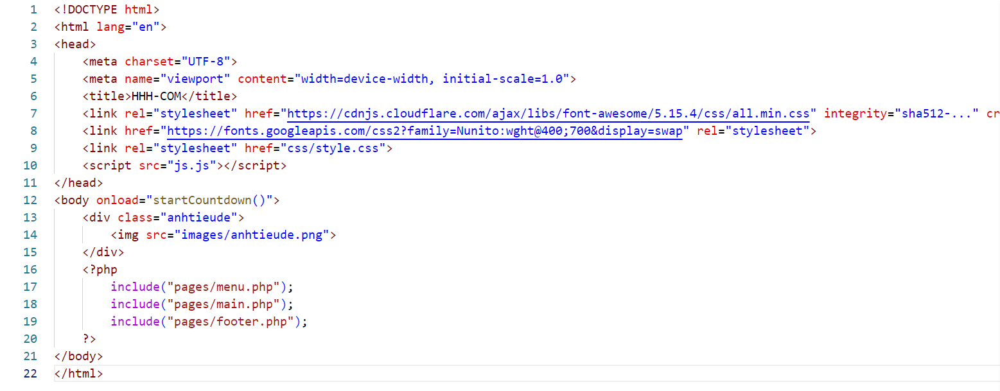 1 <!DOCTYPE html>
2 <html lang="en">
3 <head>
4 <meta charset="UTF-8">
5 <meta name="viewport" content="width=device-width, initial-scale=1.0">
6 <title>HHH-COM</title>
7 <link rel="stylesheet" href="https://cdnjs.cloudflare.com/ajax/libs/font-awesome/5.15.4/css/all.min.css" integrity="sha512-..." cr
8 <link href="https://fonts.googleapis.com/css2?family=Nunito:wght@400;700&display=swap" rel="stylesheet">
9 <link rel="stylesheet" href="css/style.css">
10 <script src="js.js"></script>
11 </head>
12 <body onload="startCountdown()">
13 <div class="anhtieude">
14 <img src="images/anhtieude.png">
15 </div>
16 <?php
17 include("pages/menu.php");
18 include("pages/main.php");
19 include("pages/footer.php");
20 ?>
21 </body>
22 </html>